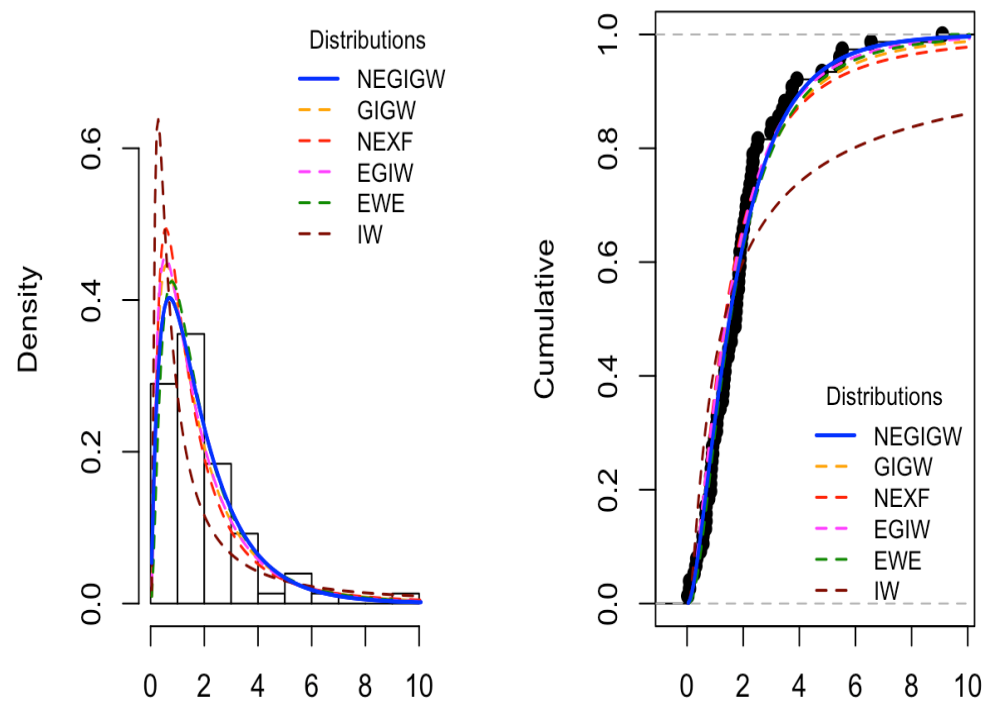 Distributions
NEGIGW
GIGW
NEXF
EGIW
EWE
IW
Density
0.0
0.2
0.4
0.6
0 2 4 6 8 10
Cumulative
0.0
0.2
0.4
0.6
0.8
1.0
Distributions
NEGIGW
GIGW
NEXF
EGIW
EWE
IW
0 2 4 6 8 10